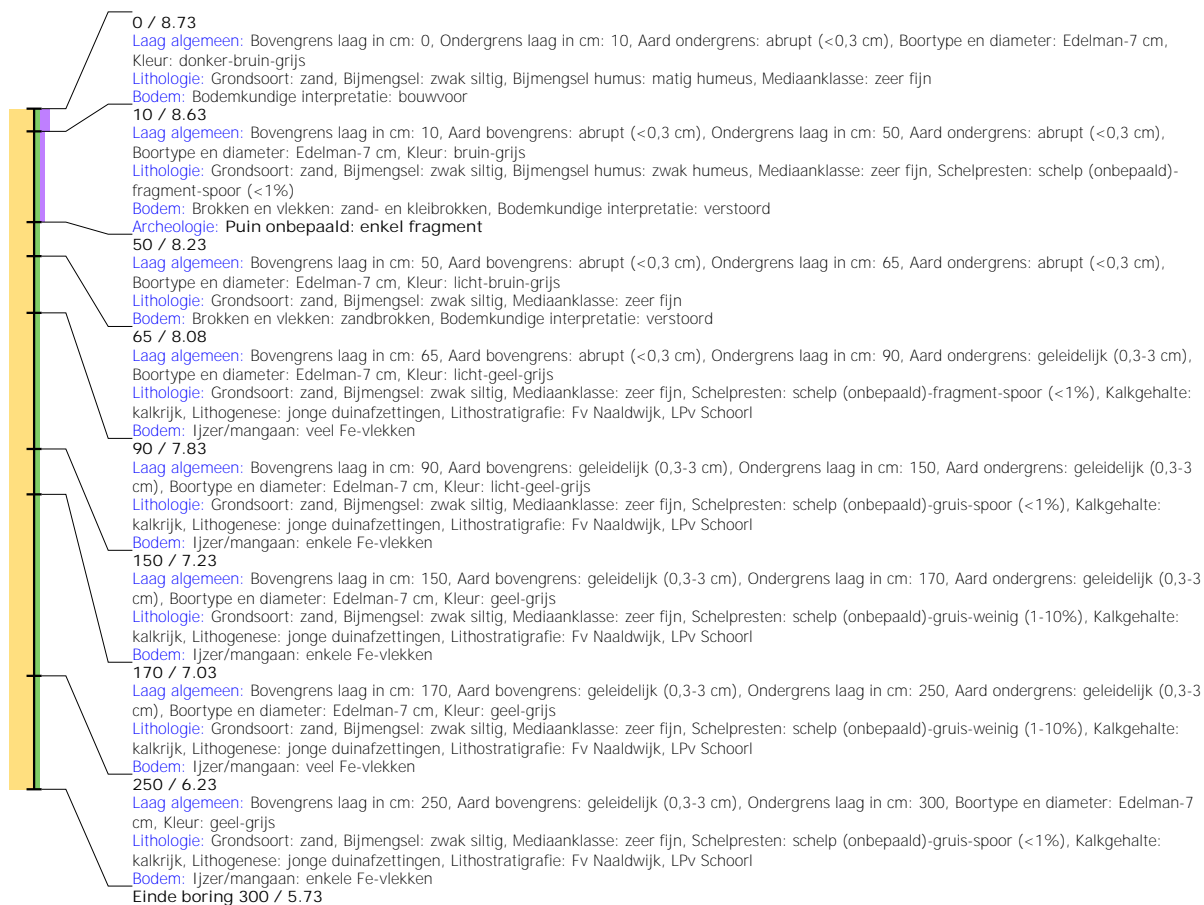 0 / 8.73
Laag algemeen: Bovengrens laag in cm: 0, Ondergrens laag in cm: 10, Aard ondergrens: abrupt (<0,3 cm), Boortype en diameter: Edelman-7 cm,
Kleur: donker-bruin-grijs
Lithologie: Grondsoort: zand, Bijmengsel: zwak siltig, Bijmengsel humus: matig humeus, Mediaanklasse: zeer fijn
Bodem: Bodemkundige interpretatie: bouwvoor
10 / 8.63
Laag algemeen: Bovengrens laag in cm: 10, Aard bovengrens: abrupt (<0,3 cm), Ondergrens laag in cm: 50, Aard ondergrens: abrupt (<0,3 cm),
Boortype en diameter: Edelman-7 cm, Kleur: bruin-grijs
Lithologie: Grondsoort: zand, Bijmengsel: zwak siltig, Bijmengsel humus: zwak humeus, Mediaanklasse: zeer fijn, Schelpresten: schelp (onbepaald)-
fragment-spoor (<1%)
Bodem: Brokken en vlekken: zand- en kleibrokken, Bodemkundige interpretatie: verstoord
Archeologie: Puin onbepaald: enkel fragment
50 / 8.23
Laag algemeen: Bovengrens laag in cm: 50, Aard bovengrens: abrupt (<0,3 cm), Ondergrens laag in cm: 65, Aard ondergrens: abrupt (<0,3 cm),
Boortype en diameter: Edelman-7 cm, Kleur: licht-bruin-grijs
Lithologie: Grondsoort: zand, Bijmengsel: zwak siltig, Mediaanklasse: zeer fijn
Bodem: Brokken en vlekken: zandbrokken, Bodemkundige interpretatie: verstoord
65 / 8.08
Laag algemeen: Bovengrens laag in cm: 65, Aard bovengrens: abrupt (<0,3 cm), Ondergrens laag in cm: 90, Aard ondergrens: geleidelijk (0,3-3 cm),
Boortype en diameter: Edelman-7 cm, Kleur: licht-geel-grijs
Lithologie: Grondsoort: zand, Bijmengsel: zwak siltig, Mediaanklasse: zeer fijn, Schelpresten: schelp (onbepaald)-fragment-spoor (<1%), Kalkgehalte:
kalkrijk, Lithogenese: jonge duinafzettingen, Lithostratigrafie: Fv Naaldwijk, LPv Schoorl
Bodem: Ijzer/mangaan: veel Fe-vlekken
90 / 7.83
Laag algemeen: Bovengrens laag in cm: 90, Aard bovengrens: geleidelijk (0,3-3 cm), Ondergrens laag in cm: 150, Aard ondergrens: geleidelijk (0,3-3
cm), Boortype en diameter: Edelman-7 cm, Kleur: licht-geel-grijs
Lithologie: Grondsoort: zand, Bijmengsel: zwak siltig, Mediaanklasse: zeer fijn, Schelpresten: schelp (onbepaald)-gruis-spoor (<1%), Kalkgehalte:
kalkrijk, Lithogenese: jonge duinafzettingen, Lithostratigrafie: Fv Naaldwijk, LPv Schoorl
Bodem: Ijzer/mangaan: enkele Fe-vlekken
150 / 7.23
Laag algemeen: Bovengrens laag in cm: 150, Aard bovengrens: geleidelijk (0,3-3 cm), Ondergrens laag in cm: 170, Aard ondergrens: geleidelijk (0,3-3
cm), Boortype en diameter: Edelman-7 cm, Kleur: geel-grijs
Lithologie: Grondsoort: zand, Bijmengsel: zwak siltig, Mediaanklasse: zeer fijn, Schelpresten: schelp (onbepaald)-gruis-weinig (1-10%), Kalkgehalte:
kalkrijk, Lithogenese: jonge duinafzettingen, Lithostratigrafie: Fv Naaldwijk, LPv Schoorl
Bodem: Ijzer/mangaan: enkele Fe-vlekken
170 / 7.03
Laag algemeen: Bovengrens laag in cm: 170, Aard bovengrens: geleidelijk (0,3-3 cm), Ondergrens laag in cm: 250, Aard ondergrens: geleidelijk (0,3-3
cm), Boortype en diameter: Edelman-7 cm, Kleur: geel-grijs
Lithologie: Grondsoort: zand, Bijmengsel: zwak siltig, Mediaanklasse: zeer fijn, Schelpresten: schelp (onbepaald)-gruis-weinig (1-10%), Kalkgehalte:
kalkrijk, Lithogenese: jonge duinafzettingen, Lithostratigrafie: Fv Naaldwijk, LPv Schoorl
Bodem: Ijzer/mangaan: veel Fe-vlekken
250 / 6.23
Laag algemeen: Bovengrens laag in cm: 250, Aard bovengrens: geleidelijk (0,3-3 cm), Ondergrens laag in cm: 300, Boortype en diameter: Edelman-7
cm, Kleur: geel-grijs
Lithologie: Grondsoort: zand, Bijmengsel: zwak siltig, Mediaanklasse: zeer fijn, Schelpresten: schelp (onbepaald)-gruis-spoor (<1%), Kalkgehalte:
kalkrijk, Lithogenese: jonge duinafzettingen, Lithostratigrafie: Fv Naaldwijk, LPv Schoorl
Bodem: Ijzer/mangaan: enkele Fe-vlekken
Einde boring 300 / 5.73